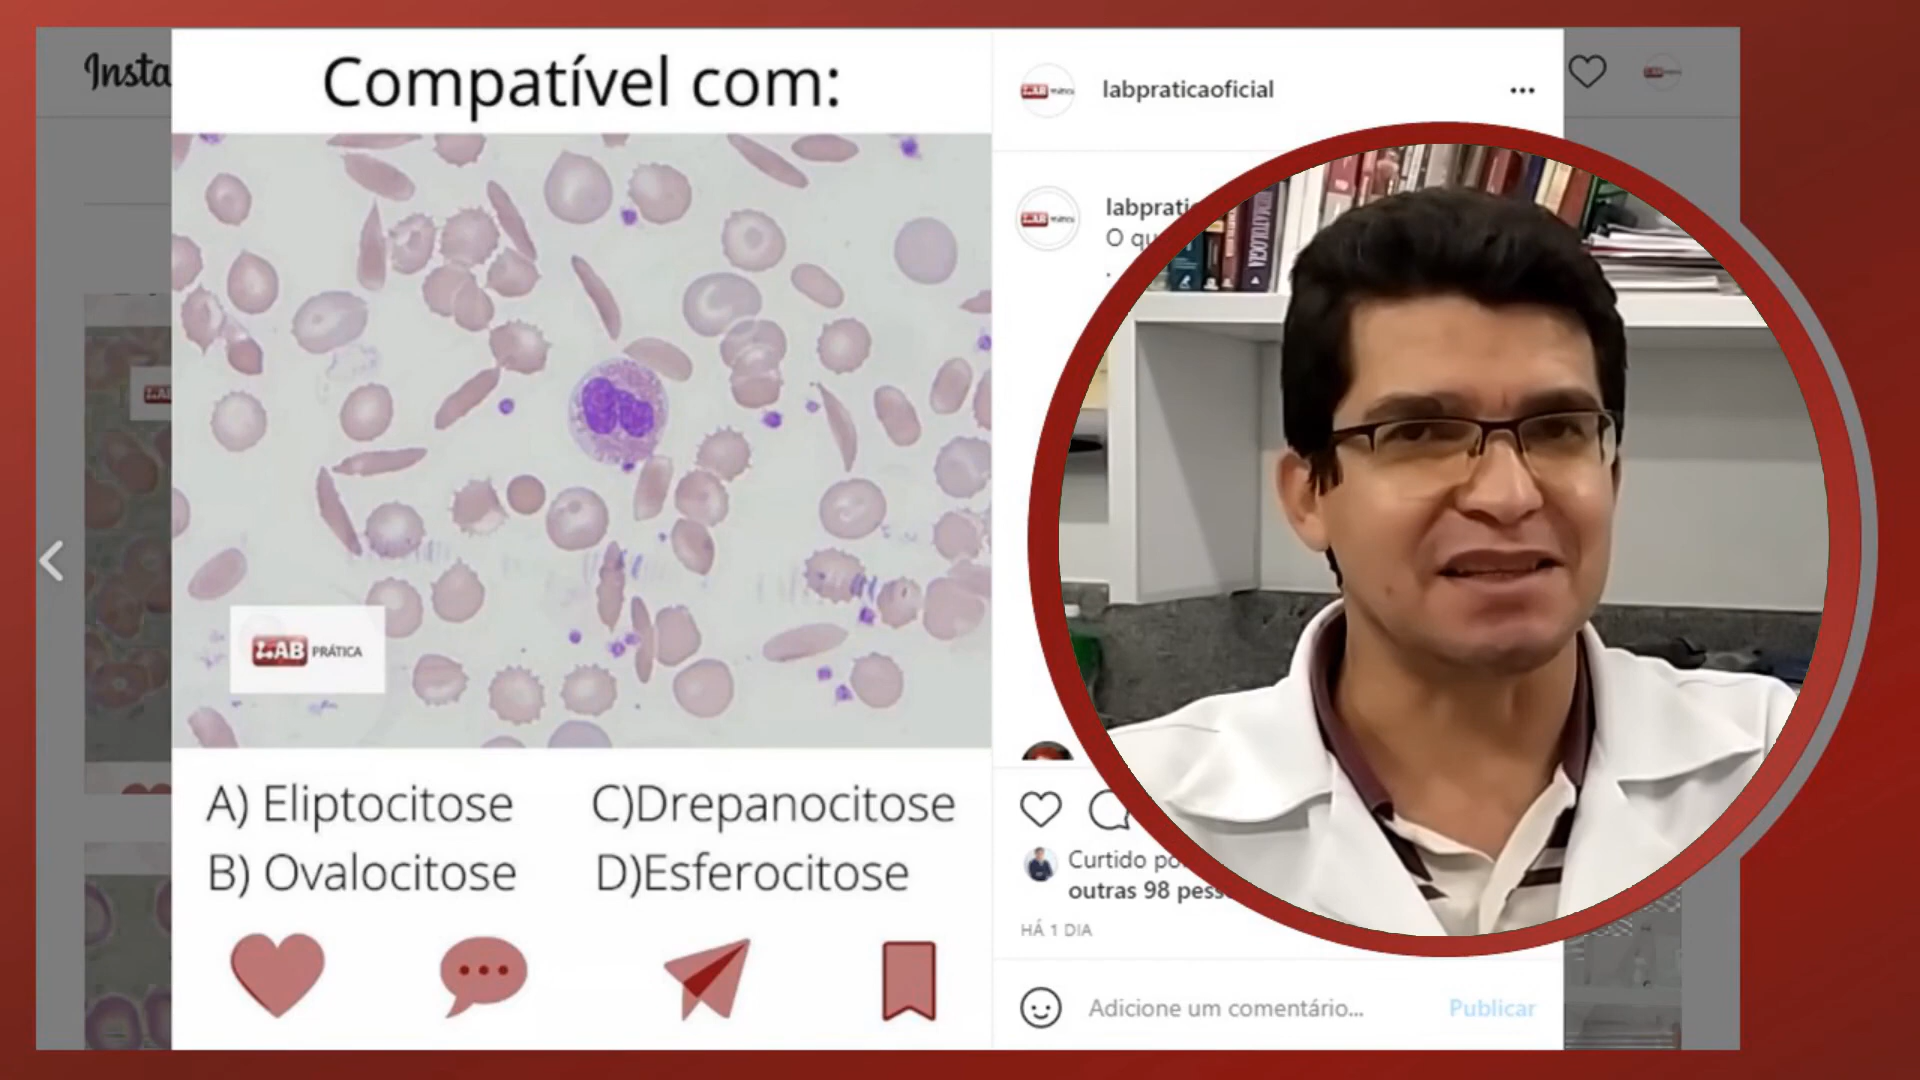 Insta
Compatível com:
LAB PRÁTICA
A) Eliptocitose
B) Ovalocitose
C)Drepanocitose
D)Esferocitose
labpraticaoficial
labprati
O qu
Curtido po
outras 98 pess
HÁ 1 DIA
Adicione um comentário...
Publicar